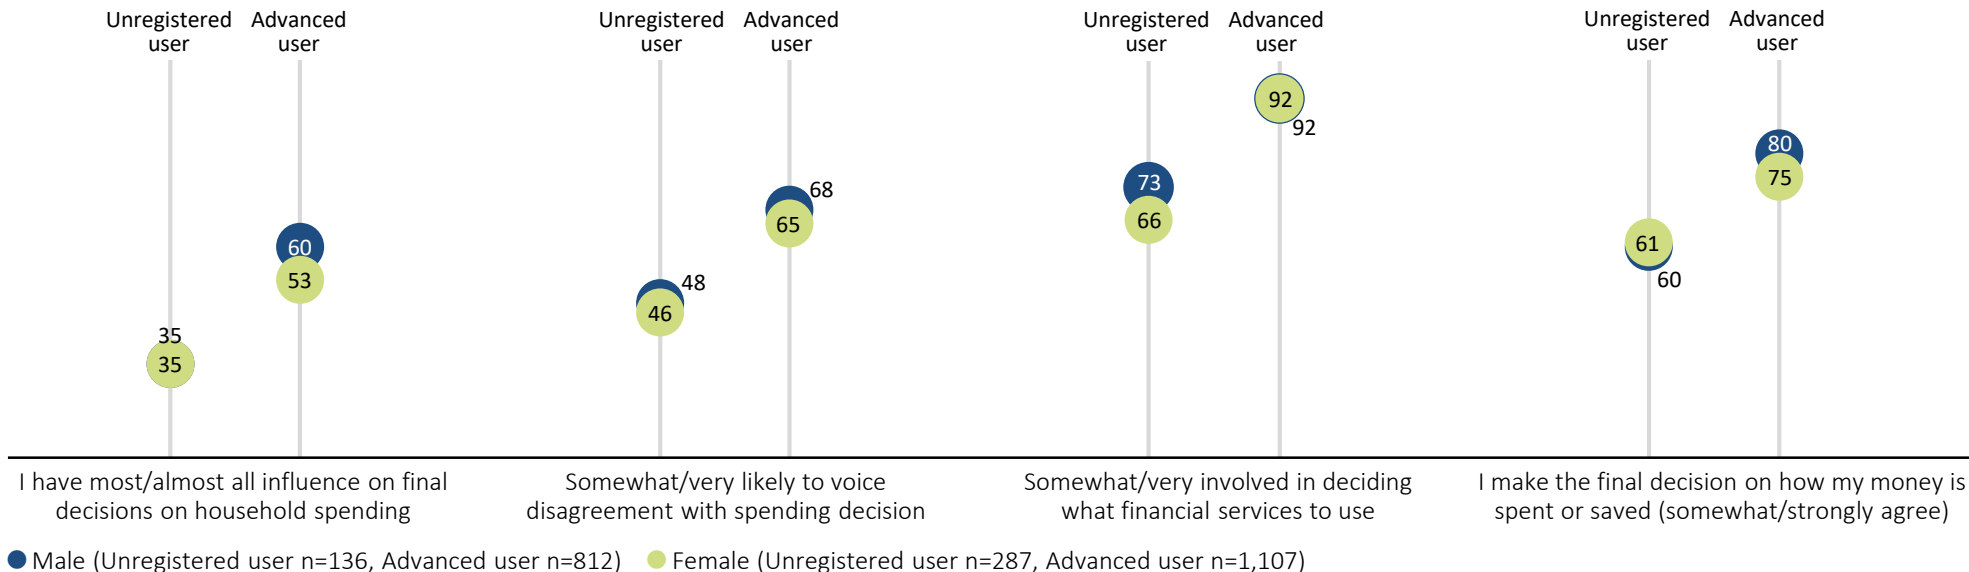 Unregistered user
Advanced user
35
35
60
53
I have most/almost all influence on final
decisions on household spending
Unregistered user
Advanced user
48
46
68
65
Somewhat/very likely to voice
disagreement with spending decision
Unregistered user
Advanced user
73
66
92
92
Somewhat/very involved in deciding
what financial services to use
Unregistered user
Advanced user
61
60
80
75
I make the final decision on how my money is
spent or saved (somewhat/strongly agree)
Male (Unregistered user n=136, Advanced user n=812)
Female (Unregistered user n=287, Advanced user n=1,107)